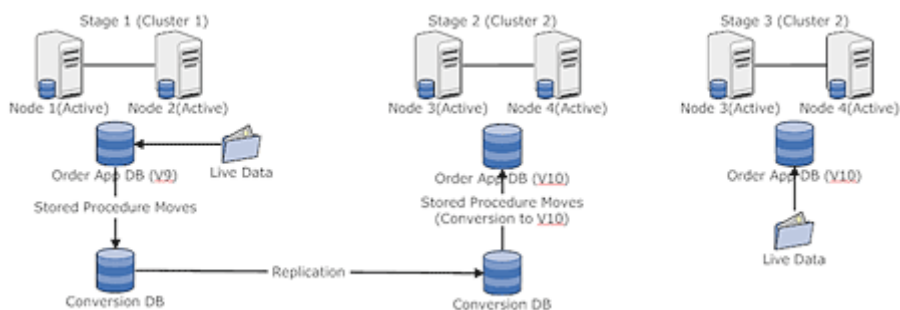 Stage 1 (Cluster 1)
Node 1(Active) Node 2(Active)
Order App DB (V9)
Live Data
Stored Procedure Moves
Conversion DB
Replication
Stage 2 (Cluster 2)
Node 3(Active) Node 4(Active)
Order App DB (V10)
Stored Procedure Moves
(Conversion to V10)
Conversion DB
Stage 3 (Cluster 2)
Node 3(Active) Node 4(Active)
Order App DB (V10)
Live Data